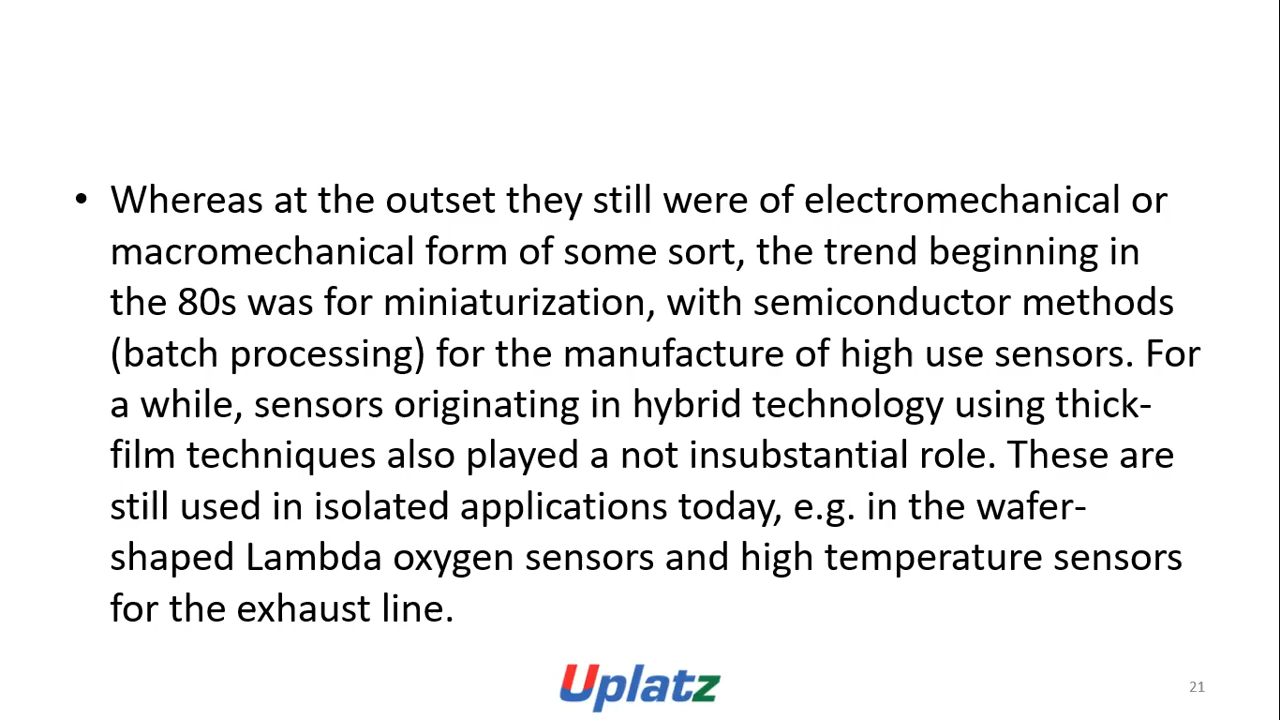 • Whereas at the outset they still were of electromechanical or
macromechanical form of some sort, the trend beginning in
the 80s was for miniaturization, with semiconductor methods
(batch processing) for the manufacture of high use sensors. For
a while, sensors originating in hybrid technology using thick-
film techniques also played a not insubstantial role. These are
still used in isolated applications today, e.g. in the wafer-
shaped Lambda oxygen sensors and high temperature sensors
for the exhaust line.
Uplatz
21